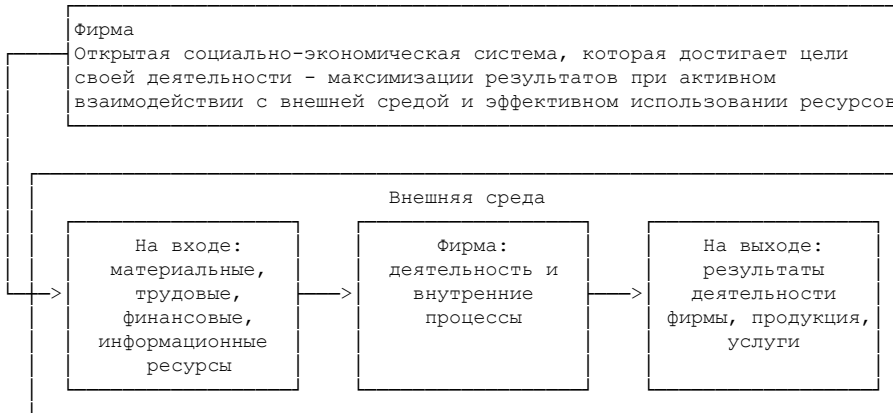 Фирма
Открытая социально-экономическая система, которая достигает цели
своей деятельности - максимизации результатов при активном
взаимодействии с внешней средой и эффективном использовании ресурсов
Внешняя среда
На входе:
материальные,
трудовые,
финансовые,
информационные
ресурсы
Фирма:
деятельность и
внутренние
процессы
На выходе:
результаты
деятельности
фирмы, продукция,
услуги